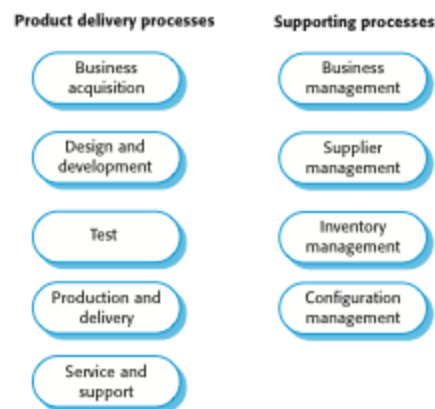 Product delivery processes
Business
acquisition
Design and
development
Test
Production and
delivery
Service and
support
Supporting processes
Business
management
Supplier
management
Inventory
management
Configuration
management